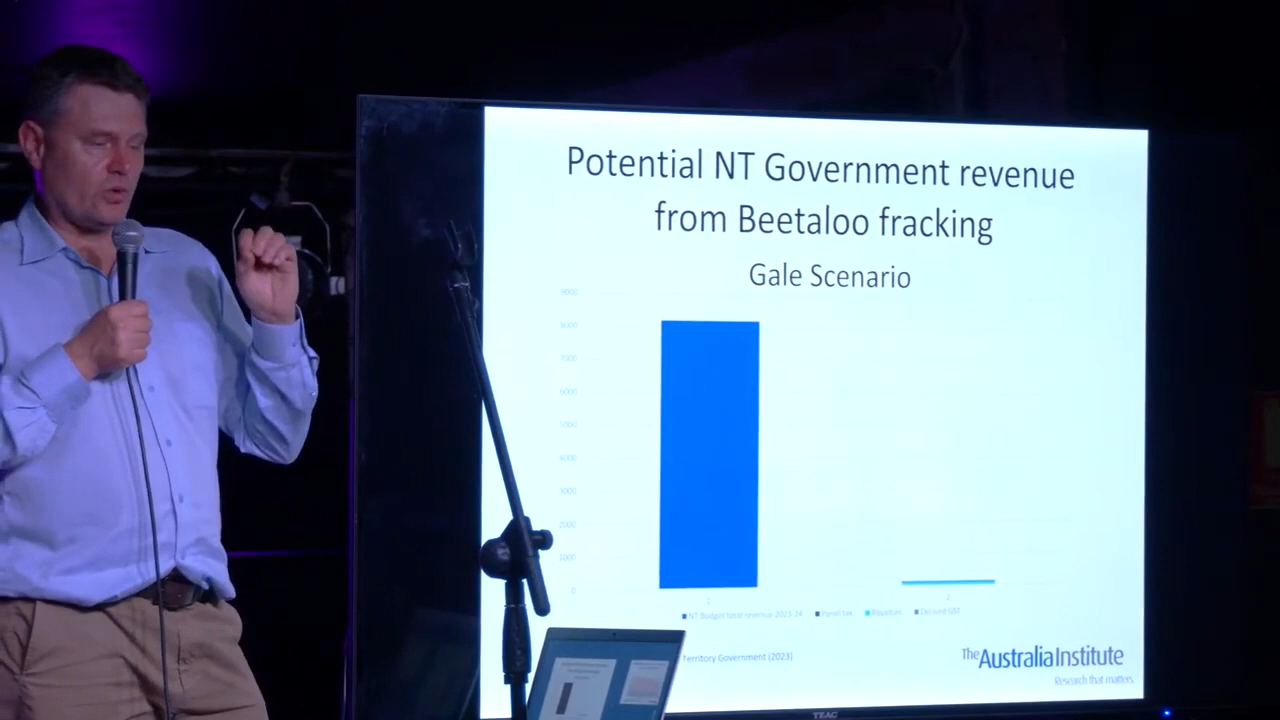 Potential NT Government revenue
from Beetaloo fracking
Gale Scenario
9000
8000
7000
6000
5000
4000
3000
2000
1000
0
1
2
NT Budget total revenue 2023-24 Payroll tax Royalties Derived GST
Territory Government (2023)
The Australia Institute
Research that matters.
TEAC